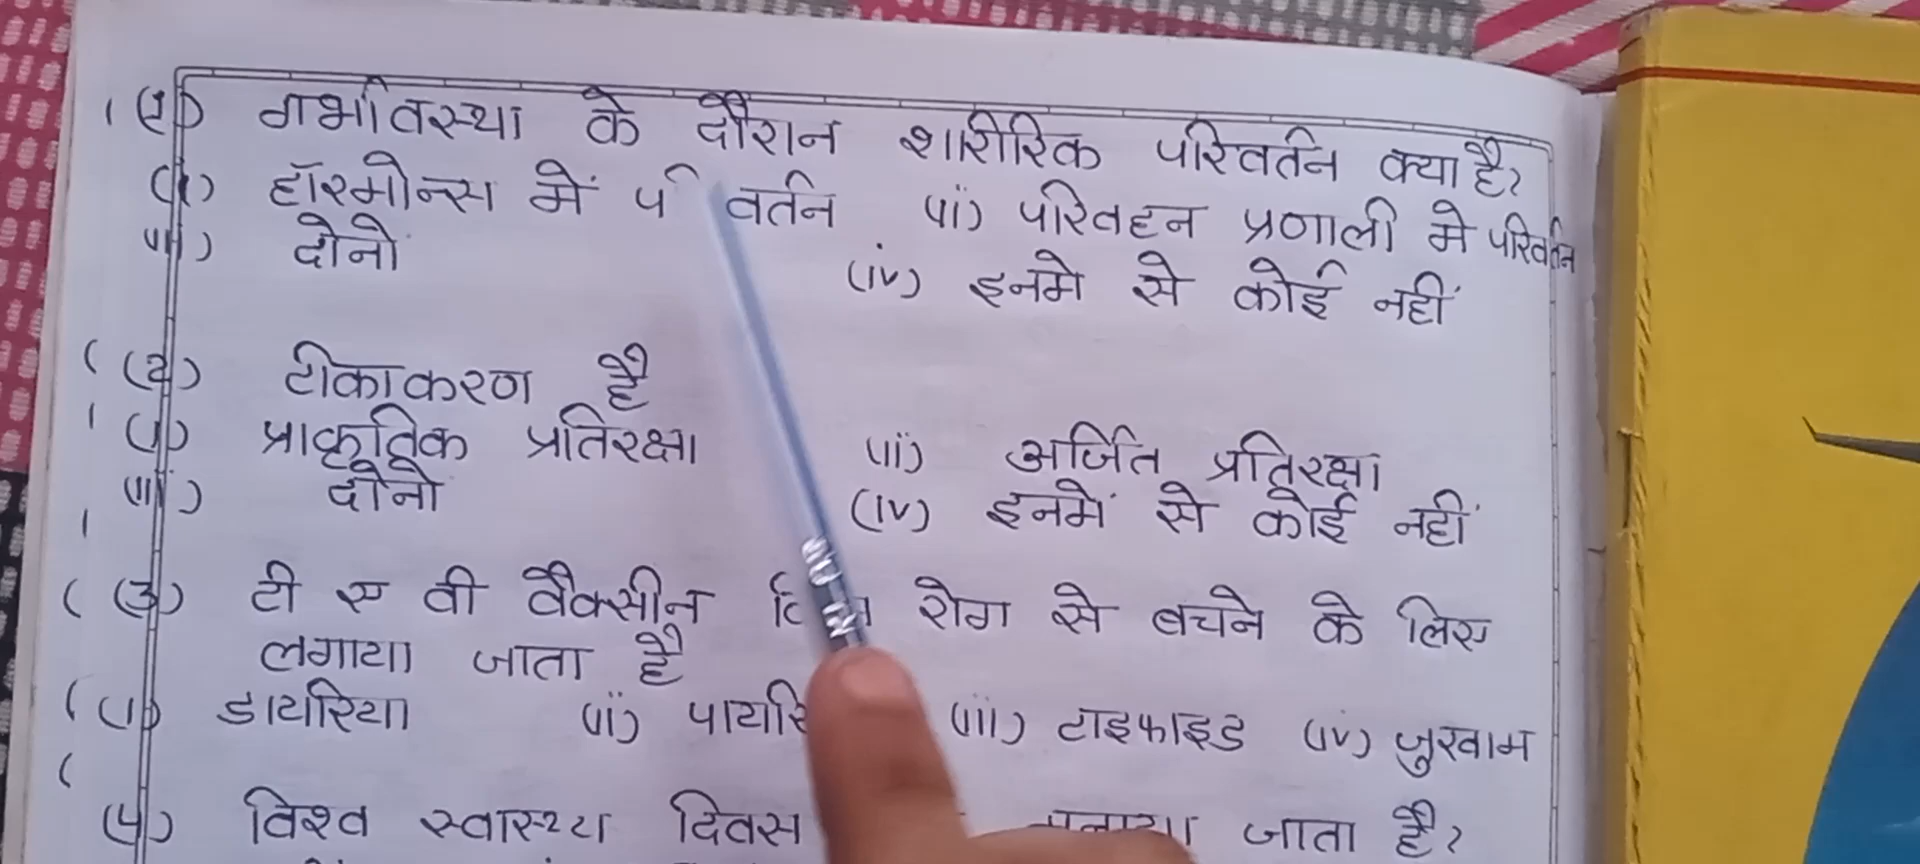 (1) गर्भावस्था के दौरान शारीरिक परिवर्तन क्या है?
(i) हॉरमोन्स में प वर्तन (ii) परिवहन प्रणाली मे परिवर्तन
(iii) दोनो (iv) इनमे से कोई नहीं
(2) टीकाकरण है
(i) प्राकृतिक प्रतिरक्षा (ii) अर्जित प्रतिरक्षा
(iii) दोनो (iv) इनमें से कोई नहीं
(3) टी ए वी वैक्सीन रोग से बचने के लिए
लगाया जाता है
(i) डायरिया (ii) पायरि (iii) टाइफाइड (iv) जुखाम
(4) विश्व स्वास्थ्य दिवस जाता है?